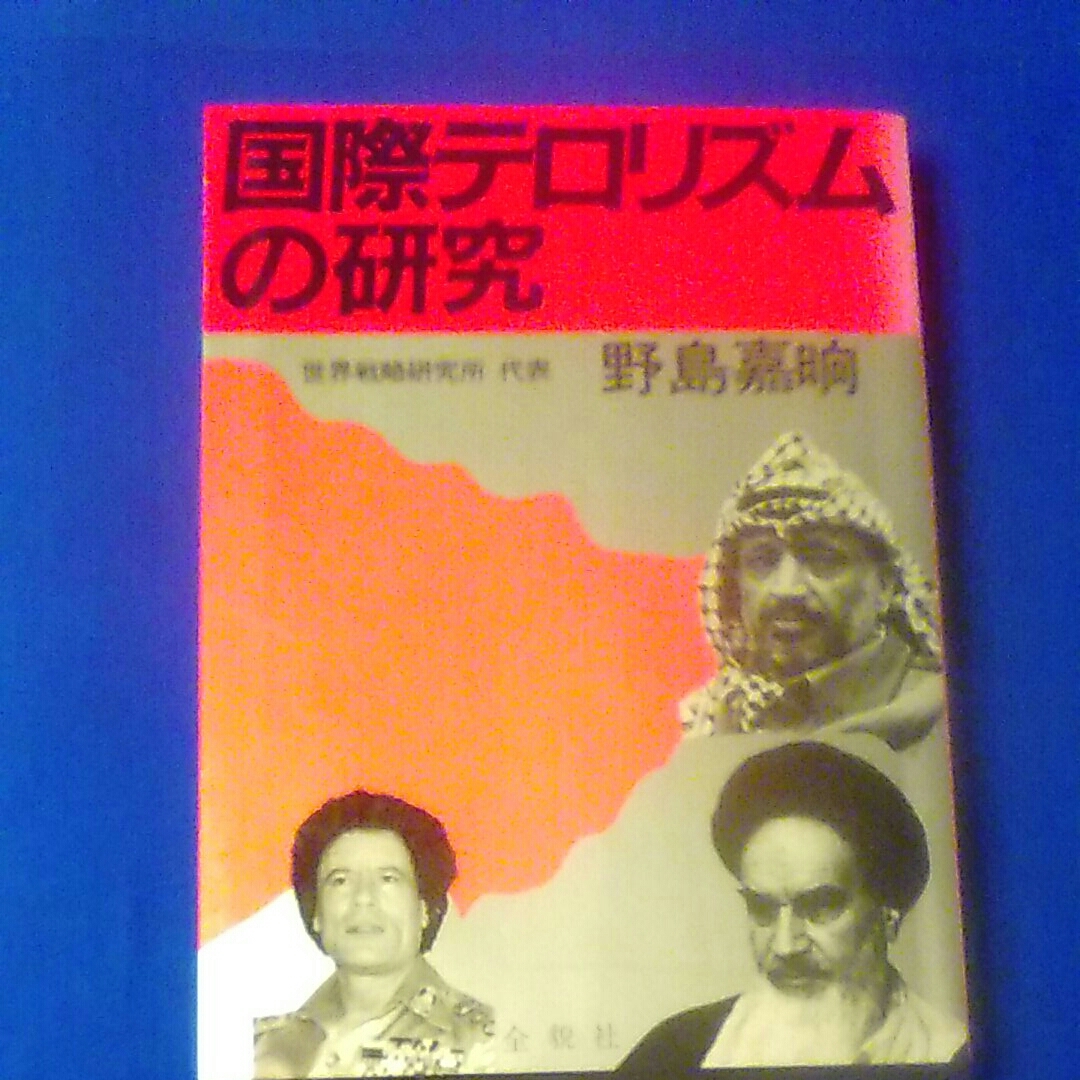 国際テロリズム
の研究
世界戦略研究所 代表 野島嘉晌
全貌社